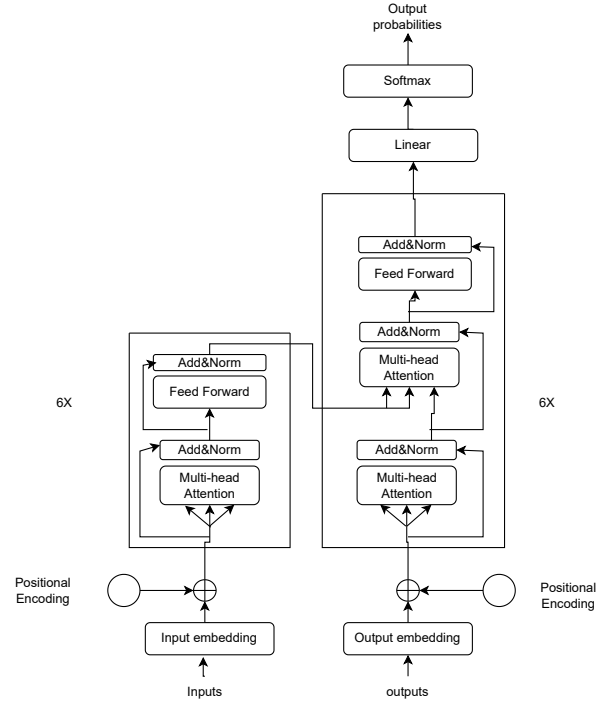 Output
probabilities
Softmax
Linear
Add&Norm
Feed Forward
Add&Norm
Multi-head
Attention
Add&Norm
Multi-head
Attention
6X
Add&Norm
Feed Forward
Add&Norm
Multi-head
Attention
6X
Positional
Encoding
Positional
Encoding
Input embedding
Output embedding
Inputs
outputs